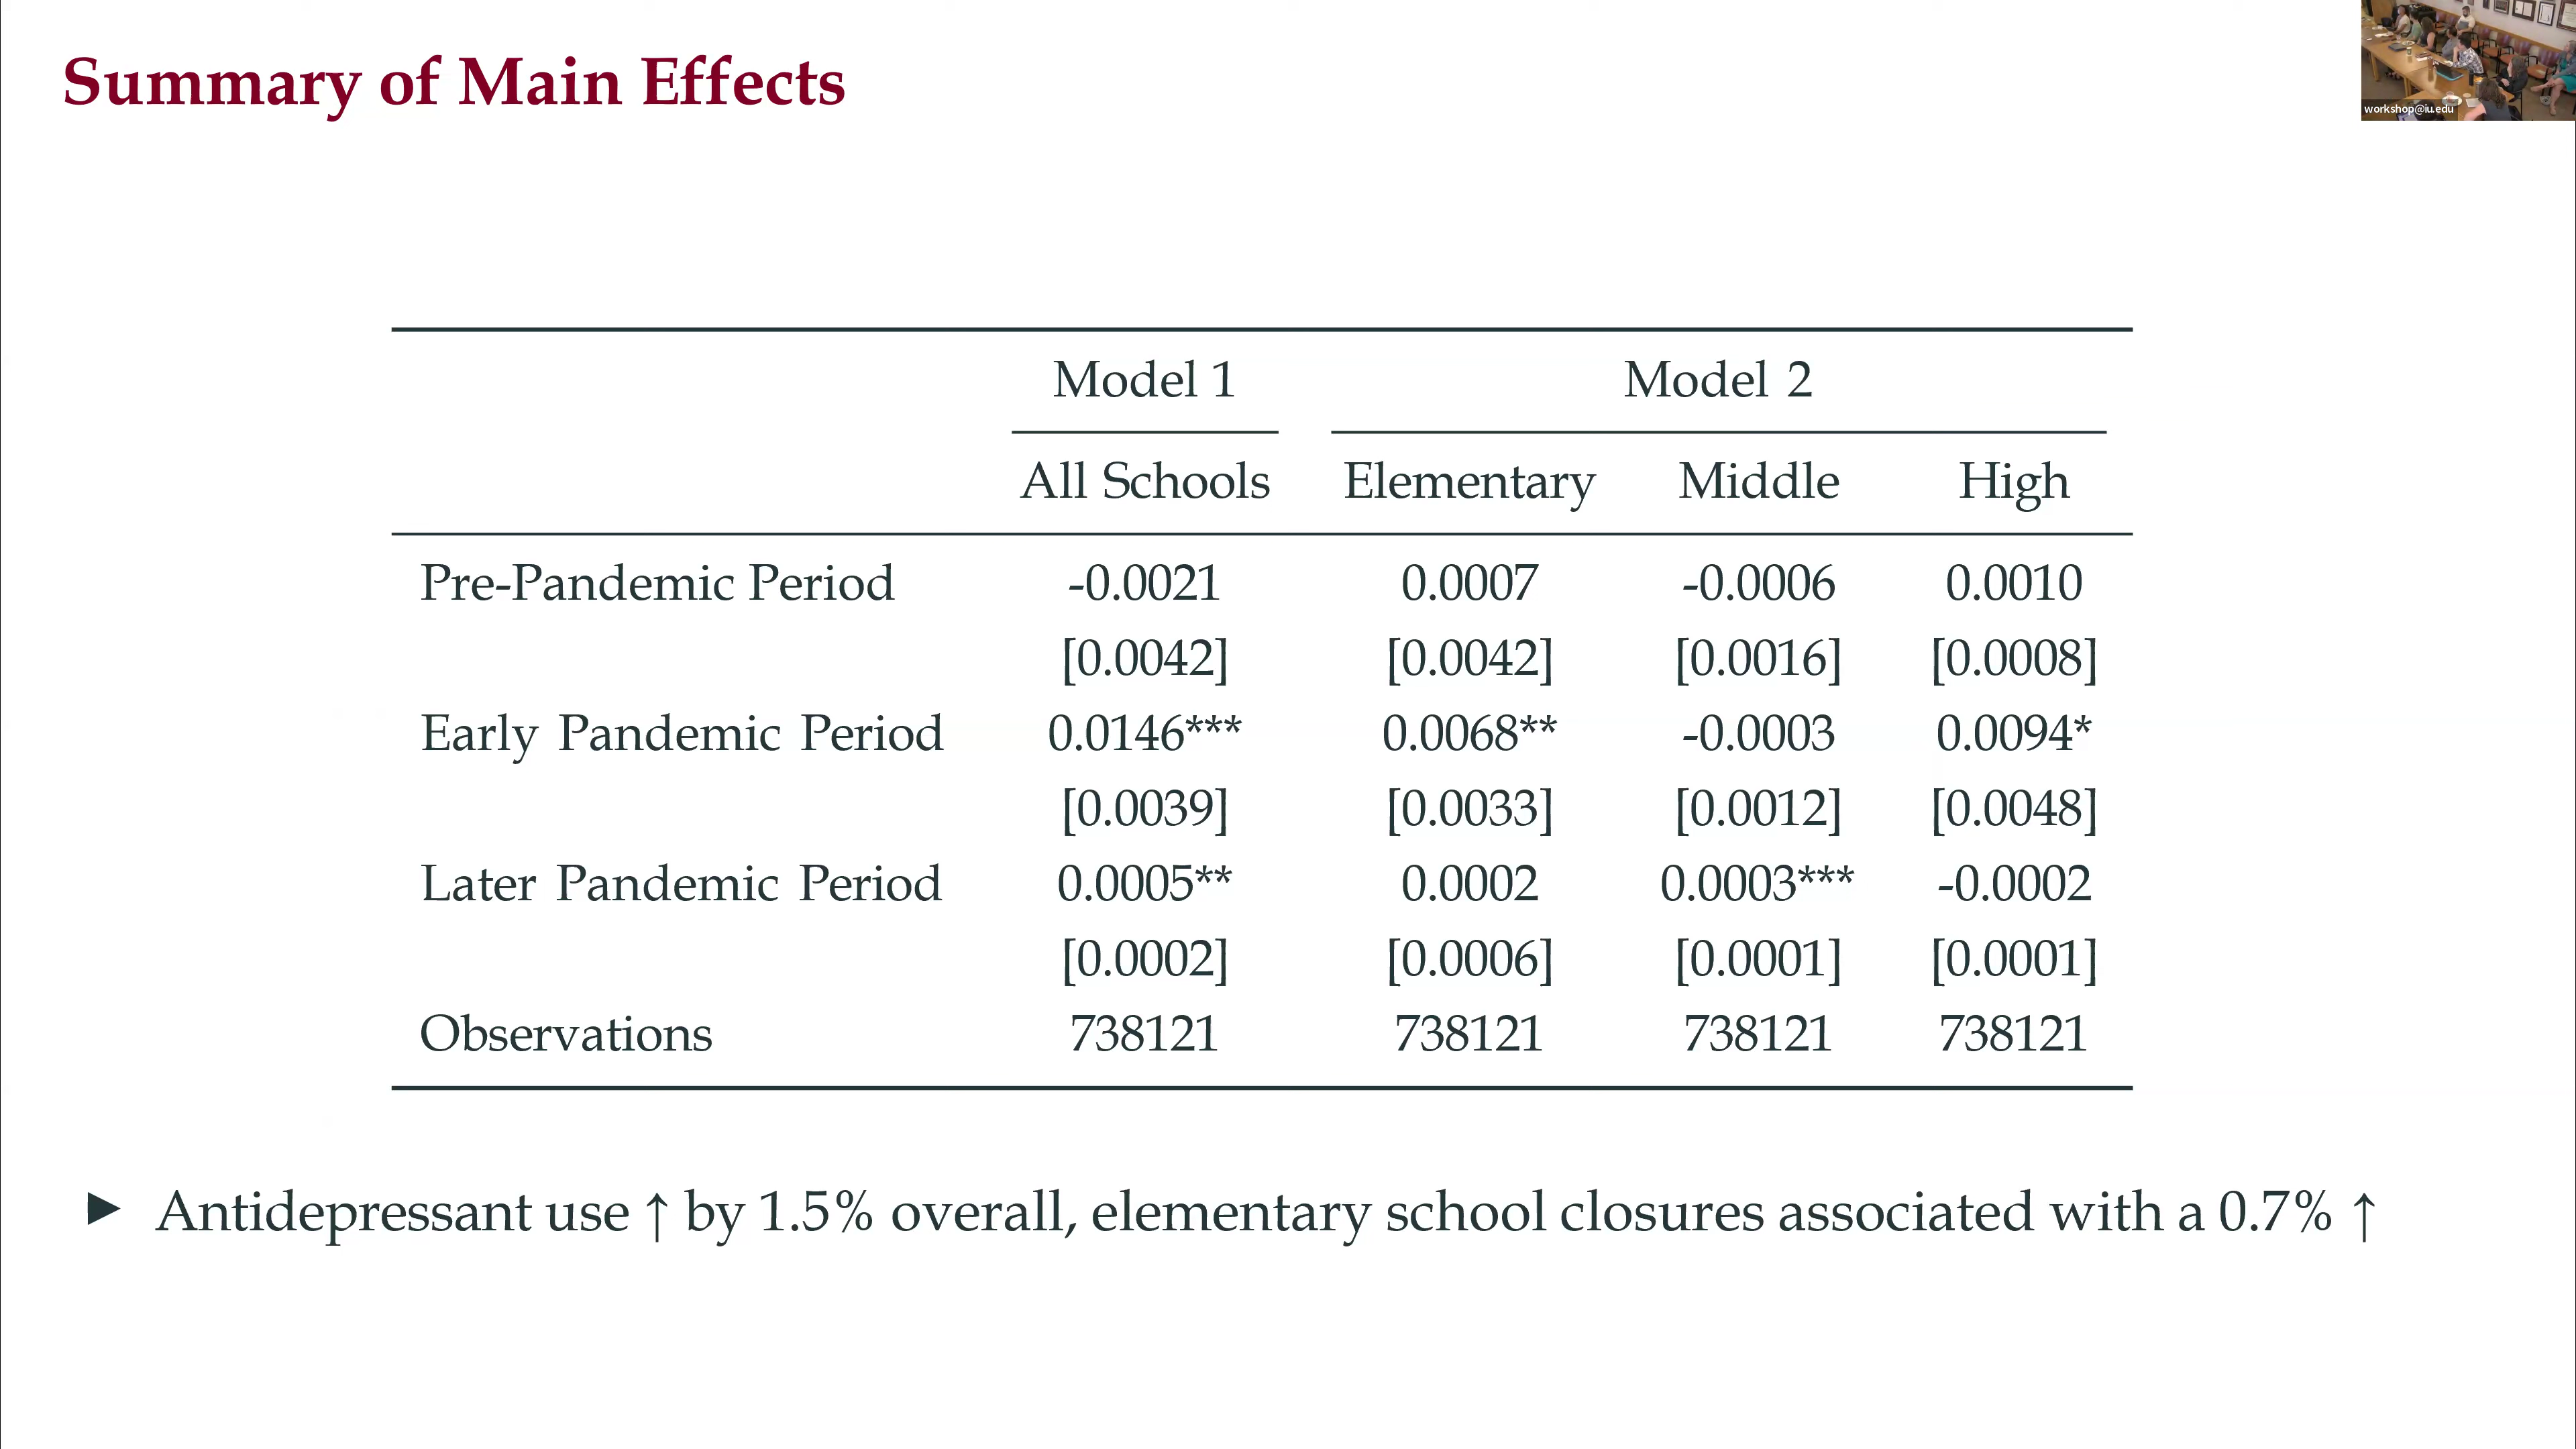 Summary of Main Effects
workshop@iu.edu
Model 1 Model 2
All Schools Elementary Middle High
Pre-Pandemic Period -0.0021 0.0007 -0.0006 0.0010
[0.0042] [0.0042] [0.0016] [0.0008]
Early Pandemic Period 0.0146*** 0.0068** -0.0003 0.0094*
[0.0039] [0.0033] [0.0012] [0.0048]
Later Pandemic Period 0.0005** 0.0002 0.0003*** -0.0002
[0.0002] [0.0006] [0.0001] [0.0001]
Observations 738121 738121 738121 738121
► Antidepressant use ↑ by 1.5% overall, elementary school closures associated with a 0.7% ↑